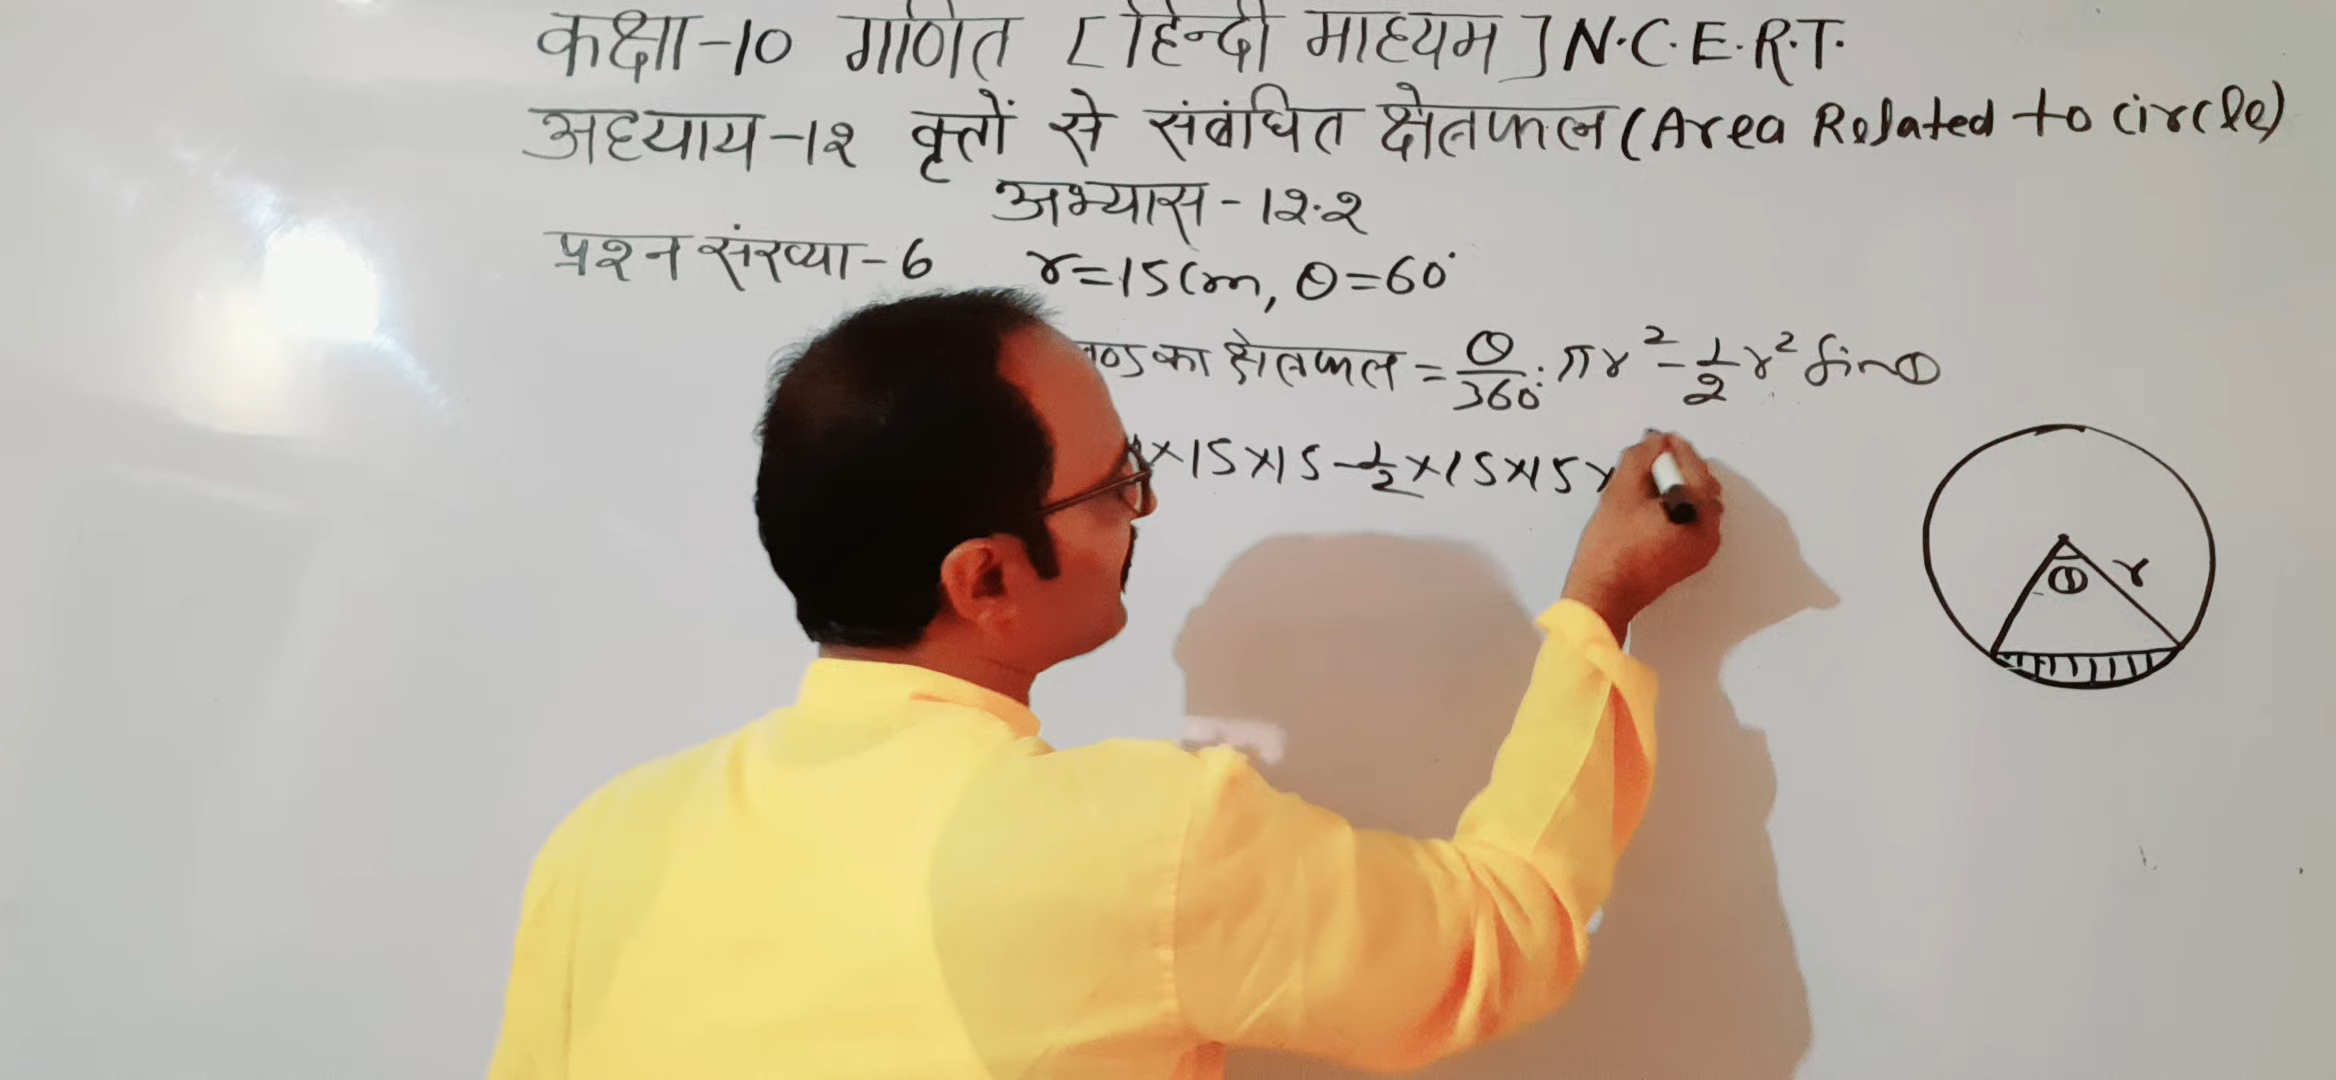 कक्षा-10 गणित [हिन्दी माध्यम] N.C.E.R.T.
अध्याय-12 वृत्तों से संबंधित क्षेत्रफल (Area Related to circle)
अभ्यास-12.2
प्रश्न संख्या-6 r=15cm, θ=60°
का क्षेत्रफल = θ/360° πr² - 1/2 r² sinθ
×15×15-1/2×15×15×
θ r